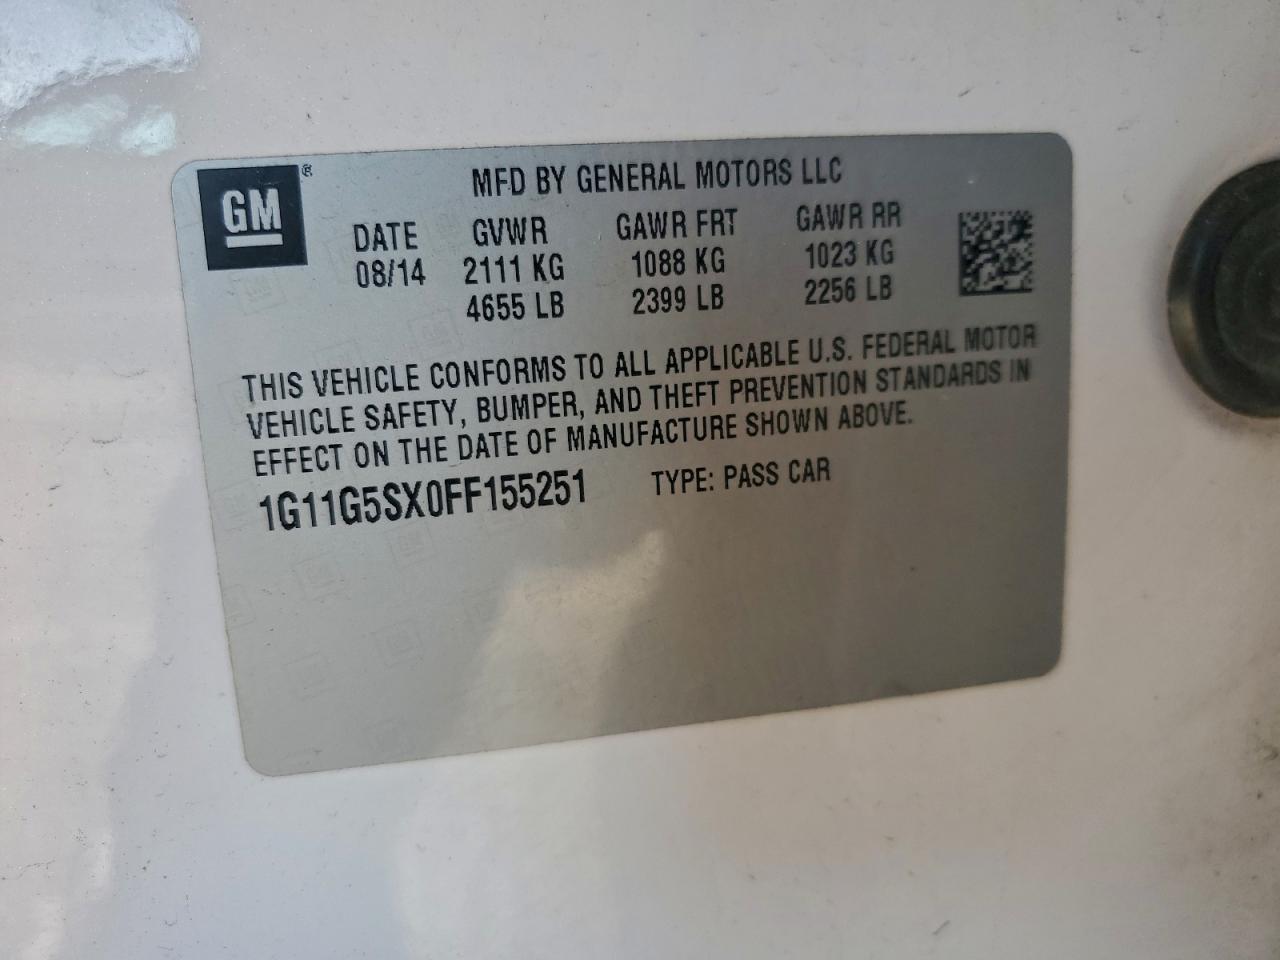 GM®
MFD BY GENERAL MOTORS LLC
DATE GVWR GAWR FRT GAWR RR
08/14 2111 KG 1088 KG 1023 KG
4655 LB 2399 LB 2256 LB
THIS VEHICLE CONFORMS TO ALL APPLICABLE U.S. FEDERAL MOTOR
VEHICLE SAFETY, BUMPER, AND THEFT PREVENTION STANDARDS IN
EFFECT ON THE DATE OF MANUFACTURE SHOWN ABOVE.
1G11G5SX0FF155251 TYPE: PASS CAR